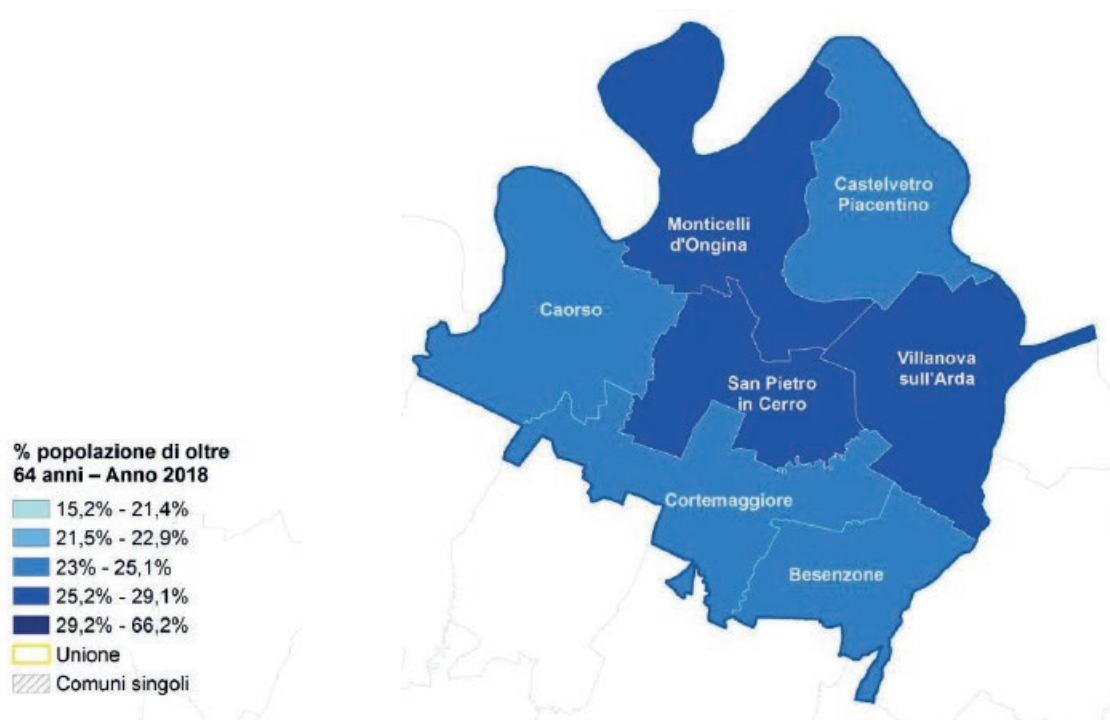 Castelvetro
Piacentino
Monticelli
d'Ongina
Caorso
Villanova
sull'Arda
San Pietro
in Cerro
Cortemaggiore
Besenzone
% popolazione di oltre
64 anni – Anno 2018
15,2% - 21,4%
21,5% - 22,9%
23% - 25,1%
25,2% - 29,1%
29,2% - 66,2%
Unione
Comuni singoli